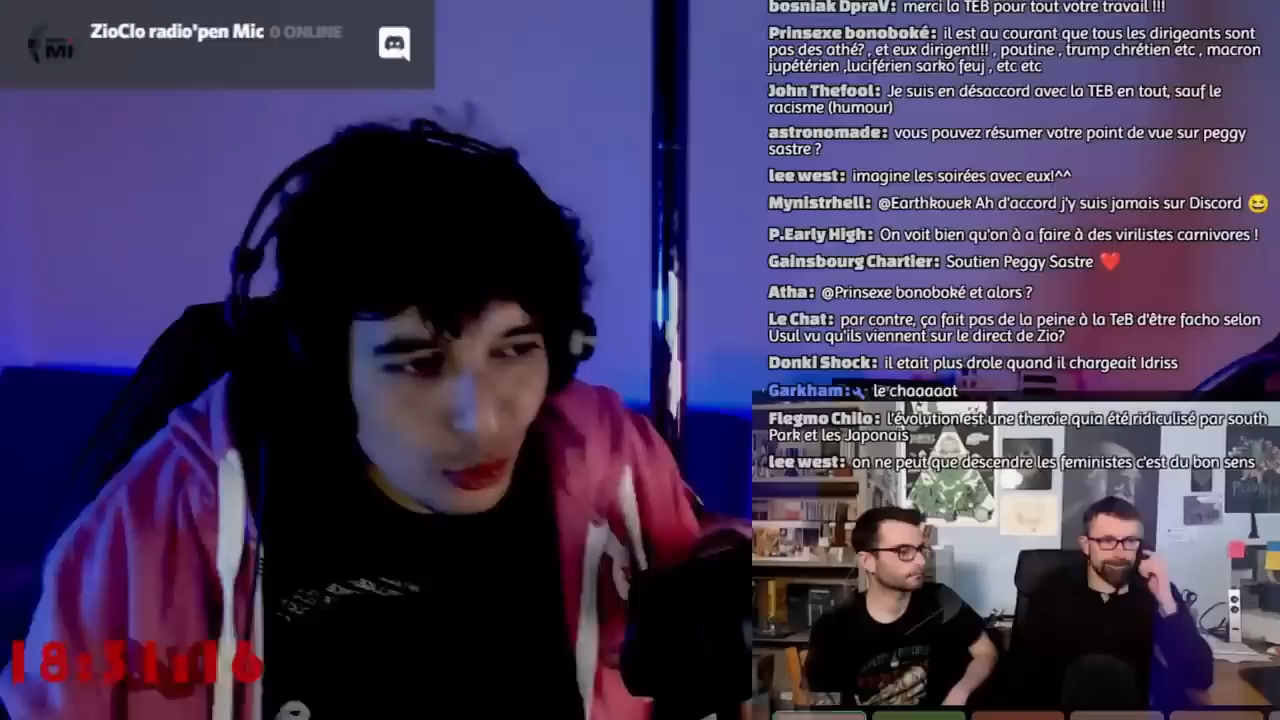 ZioClo radio'pen Mic 0 ONLINE
MI
bosniak DpraV: merci la TEB pour tout votre travail !!!
Prinsexe bonoboké: il est au courant que tous les dirigeants sont
pas des athé? , et eux dirigent!!! , poutine , trump chrétien etc , macron
jupétérien ,luciférien sarko feuj , etc etc
John Thefool: Je suis en désaccord avec la TEB en tout, sauf le
racisme (humour)
astronomade: vous pouvez résumer votre point de vue sur peggy
sastre ?
lee west: imagine les soirées avec eux!^^
Mynistrhell: @Earthkouek Ah d'accord j'y suis jamais sur Discord 😆
P.Early High: On voit bien qu'on à a faire à des virilistes carnivores !
Gainsbourg Chartier: Soutien Peggy Sastre ❤️
Atha: @Prinsexe bonoboké et alors ?
Le Chat: par contre, ça fait pas de la peine à la TeB d'être facho selon
Usul vu qu'ils viennent sur le direct de Zio?
Donki Shock: il etait plus drole quand il chargeait Idriss
Garkham: 🔧 le chaaaaat
Flegmo Chilo: l'évolution est une theroie quia été ridiculisé par south
Park et les Japonais
lee west: on ne peut que descendre les feministes c'est du bon sens
18:31:16